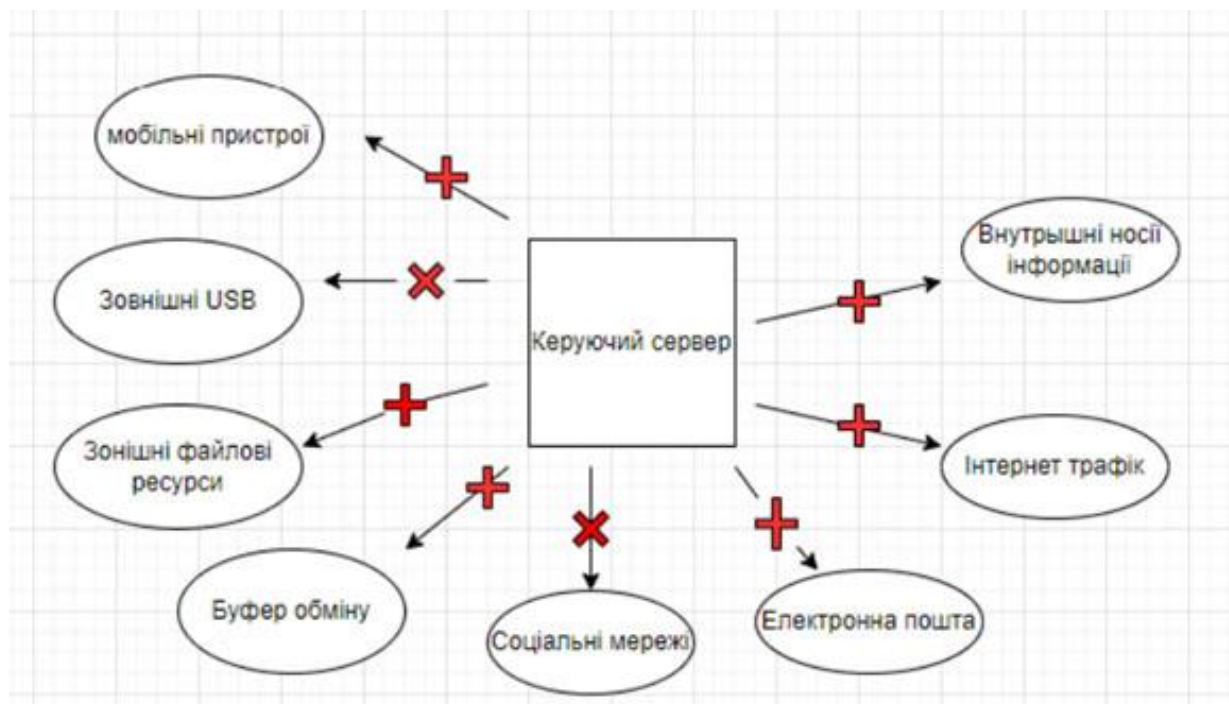 мобільні пристрої
Зовнішні USB
Зонішні файлові
ресурси
Буфер обміну
Соціальні мережі
Електронна пошта
Інтернет трафік
Внутрышні носії
інформації
Керуючий сервер